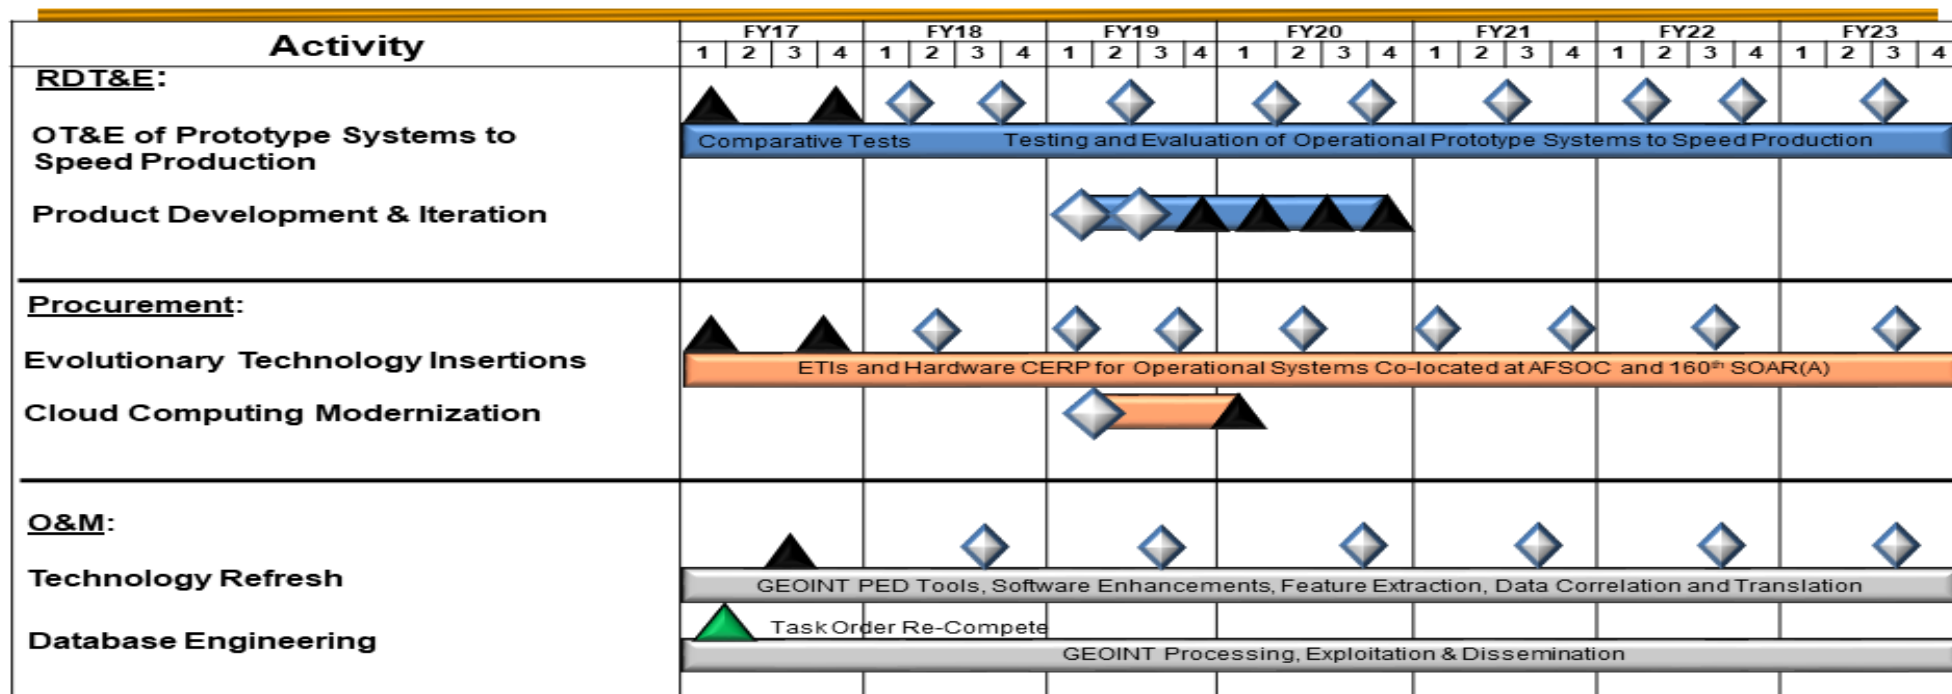 Activity
FY17 FY18 FY19 FY20 FY21 FY22 FY23
1 2 3 4 1 2 3 4 1 2 3 4 1 2 3 4 1 2 3 4 1 2 3 4 1 2 3 4
RDT&E:
OT&E of Prototype Systems to
Speed Production
Comparative Tests Testing and Evaluation of Operational Prototype Systems to Speed Production
Product Development & Iteration
Procurement:
Evolutionary Technology Insertions
ETIs and Hardware CERP for Operational Systems Co-located at AFSOC and 160th SOAR(A)
Cloud Computing Modernization
O&M:
Technology Refresh
GEOINT PED Tools, Software Enhancements, Feature Extraction, Data Correlation and Translation
Task Order Re-Compete
Database Engineering
GEOINT Processing, Exploitation & Dissemination